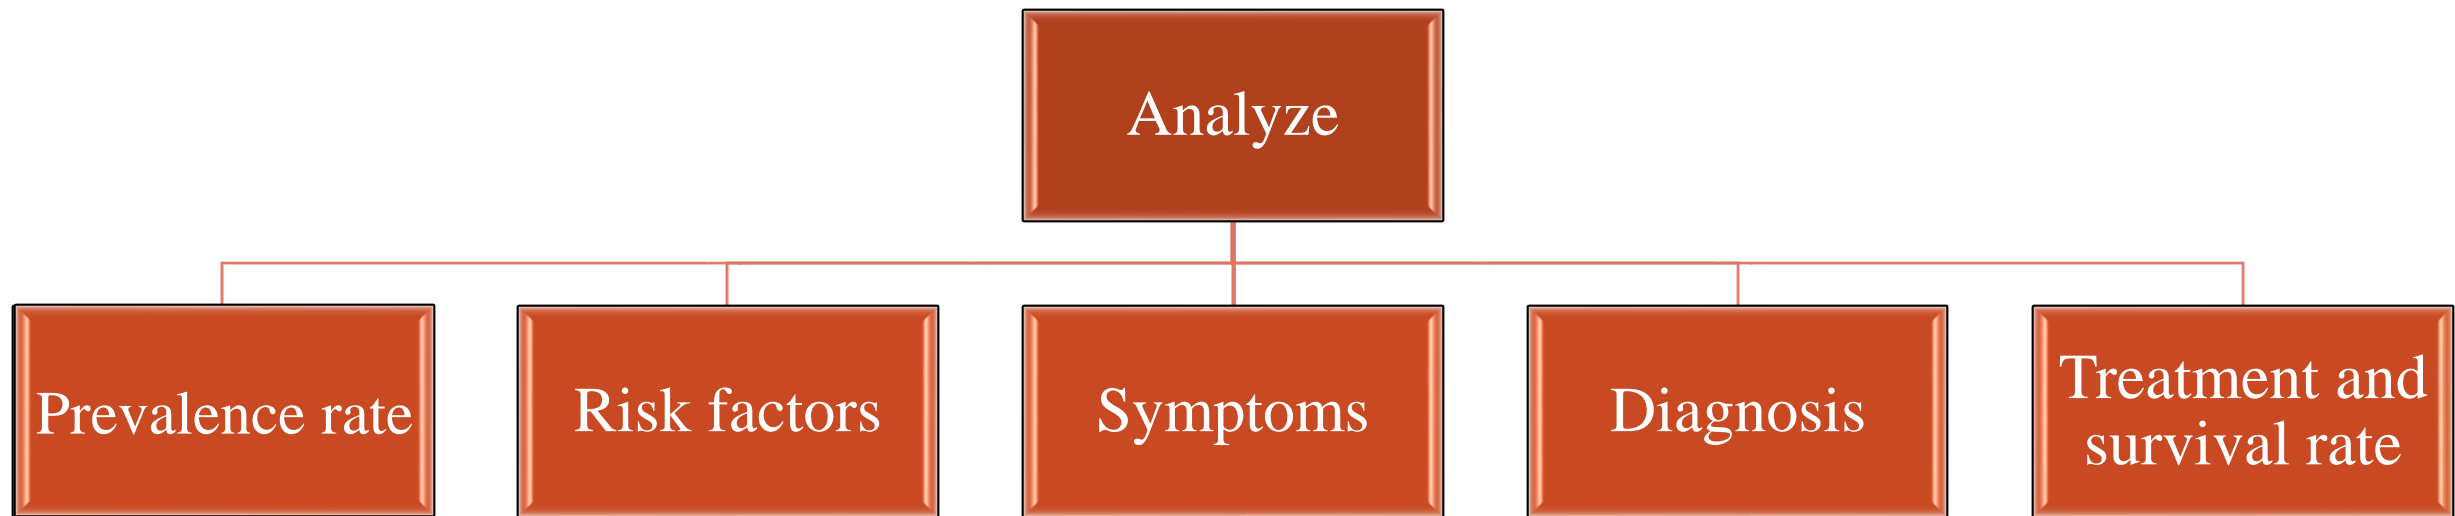 Analyze
Prevalence rate
Risk factors
Symptoms
Diagnosis
Treatment and
survival rate